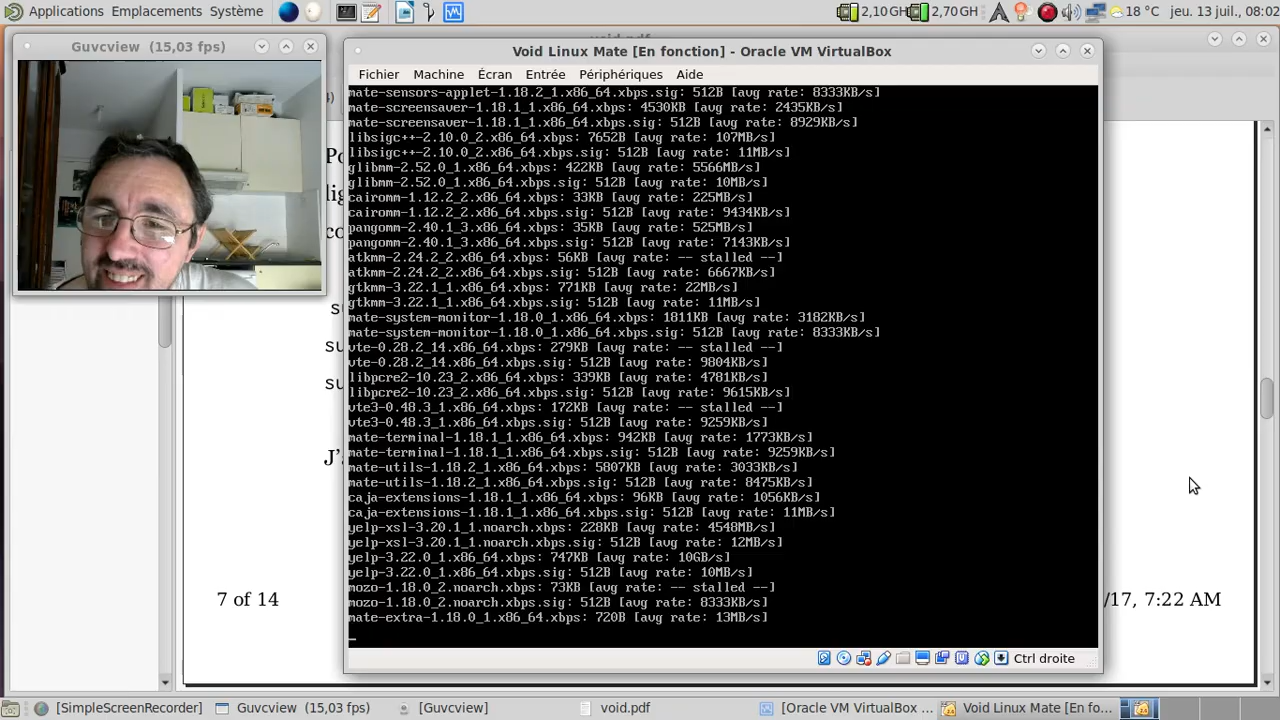 Applications Emplacements Système 2,10 GH 2,70 GH 18 °C jeu. 13 juil., 08:02
void.pdf
Guvcview (15,03 fps)
Void Linux Mate [En fonction] - Oracle VM VirtualBox
Fichier Machine Écran Entrée Périphériques Aide
mate-sensors-applet-1.18.2_1.x86_64.xbps.sig: 512B [avg rate: 8333KB/s]
mate-screensaver-1.18.1_1.x86_64.xbps: 4530KB [avg rate: 2435KB/s]
mate-screensaver-1.18.1_1.x86_64.xbps.sig: 512B [avg rate: 8929KB/s]
libsigc++-2.10.0_2.x86_64.xbps: 7652B [avg rate: 107MB/s]
libsigc++-2.10.0_2.x86_64.xbps.sig: 512B [avg rate: 11MB/s]
glibmm-2.52.0_1.x86_64.xbps: 422KB [avg rate: 5566MB/s]
glibmm-2.52.0_1.x86_64.xbps.sig: 512B [avg rate: 10MB/s]
cairomm-1.12.2_2.x86_64.xbps: 33KB [avg rate: 225MB/s]
cairomm-1.12.2_2.x86_64.xbps.sig: 512B [avg rate: 9434KB/s]
pangomm-2.40.1_3.x86_64.xbps: 35KB [avg rate: 525MB/s]
pangomm-2.40.1_3.x86_64.xbps.sig: 512B [avg rate: 7143KB/s]
atkmm-2.24.2_2.x86_64.xbps: 56KB [avg rate: -- stalled --]
atkmm-2.24.2_2.x86_64.xbps.sig: 512B [avg rate: 6667KB/s]
gtkmm-3.22.1_1.x86_64.xbps: 771KB [avg rate: 22MB/s]
gtkmm-3.22.1_1.x86_64.xbps.sig: 512B [avg rate: 11MB/s]
mate-system-monitor-1.18.0_1.x86_64.xbps: 1811KB [avg rate: 3182KB/s]
mate-system-monitor-1.18.0_1.x86_64.xbps.sig: 512B [avg rate: 8333KB/s]
vte-0.28.2_14.x86_64.xbps: 279KB [avg rate: -- stalled --]
vte-0.28.2_14.x86_64.xbps.sig: 512B [avg rate: 9804KB/s]
libpcre2-10.23_2.x86_64.xbps: 339KB [avg rate: 4781KB/s]
libpcre2-10.23_2.x86_64.xbps.sig: 512B [avg rate: 9615KB/s]
vte3-0.48.3_1.x86_64.xbps: 172KB [avg rate: -- stalled --]
vte3-0.48.3_1.x86_64.xbps.sig: 512B [avg rate: 9259KB/s]
mate-terminal-1.18.1_1.x86_64.xbps: 942KB [avg rate: 1773KB/s]
mate-terminal-1.18.1_1.x86_64.xbps.sig: 512B [avg rate: 9259KB/s]
mate-utils-1.18.2_1.x86_64.xbps: 5807KB [avg rate: 3033KB/s]
mate-utils-1.18.2_1.x86_64.xbps.sig: 512B [avg rate: 8475KB/s]
caja-extensions-1.18.1_1.x86_64.xbps: 96KB [avg rate: 1056KB/s]
caja-extensions-1.18.1_1.x86_64.xbps.sig: 512B [avg rate: 11MB/s]
yelp-xsl-3.20.1_1.noarch.xbps: 228KB [avg rate: 4548MB/s]
yelp-xsl-3.20.1_1.noarch.xbps.sig: 512B [avg rate: 12MB/s]
yelp-3.22.0_1.x86_64.xbps: 747KB [avg rate: 10GB/s]
yelp-3.22.0_1.x86_64.xbps.sig: 512B [avg rate: 10MB/s]
mozo-1.18.0_2.noarch.xbps: 73KB [avg rate: -- stalled --]
mozo-1.18.0_2.noarch.xbps.sig: 512B [avg rate: 8333KB/s]
mate-extra-1.18.0_1.x86_64.xbps: 720B [avg rate: 13MB/s]
Po
lig
co
su
su
J'
7 of 14 /17, 7:22 AM
Ctrl droite
[SimpleScreenRecorder] Guvcview (15,03 fps) [Guvcview] void.pdf [Oracle VM VirtualBox ... Void Linux Mate [En fo...